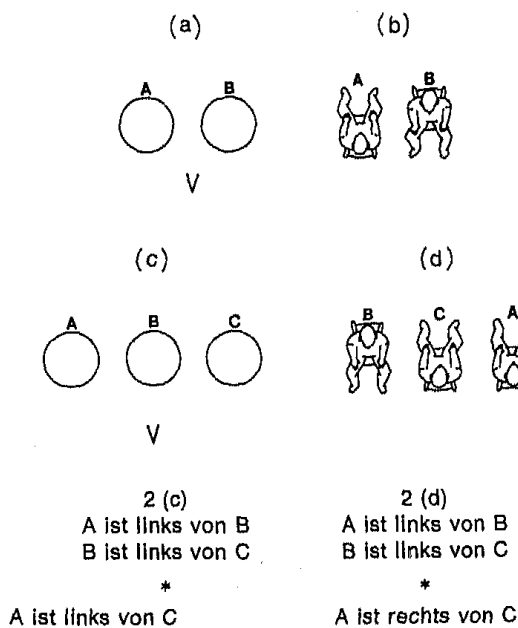 (a) (b)
A B A B
V
(c) (d)
A B C B C A
V
2 (c) 2 (d)
A ist links von B A ist links von B
B ist links von C B ist links von C
* *
A ist links von C A ist rechts von C